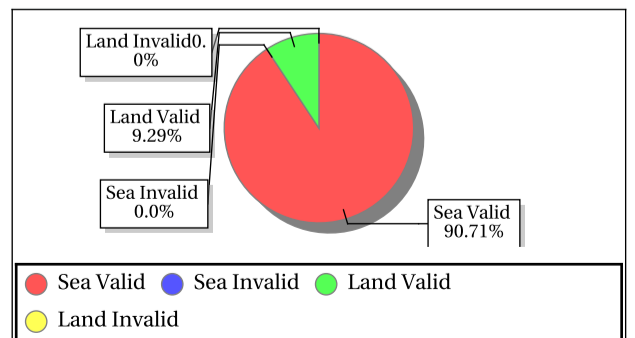 Land Invalid0.
0%
Land Valid
9.29%
Sea Invalid
0.0%
Sea Valid
90.71%
Sea Valid Sea Invalid Land Valid
Land Invalid